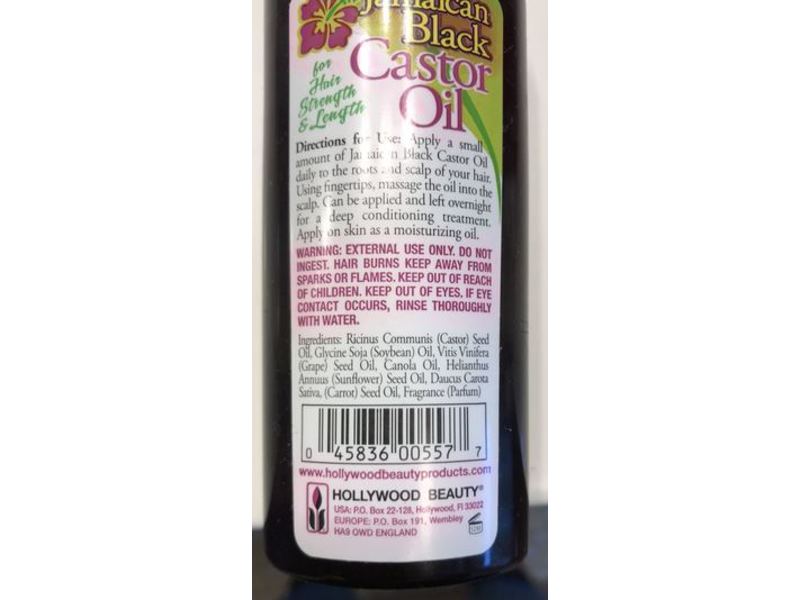 Jamaican
Black
Castor
Oil
for
Hair
Strength
& Length
Directions for Use: Apply a small
amount of Jamaican Black Castor Oil
daily to the roots and scalp of your hair.
Using fingertips, massage the oil into the
scalp. Can be applied and left overnight
for a deep conditioning treatment.
Apply on skin as a moisturizing oil.
WARNING: EXTERNAL USE ONLY. DO NOT
INGEST. HAIR BURNS KEEP AWAY FROM
SPARKS OR FLAMES. KEEP OUT OF REACH
OF CHILDREN. KEEP OUT OF EYES. IF EYE
CONTACT OCCURS, RINSE THOROUGHLY
WITH WATER.
Ingredients: Ricinus Communis (Castor) Seed
Oil, Glycine Soja (Soybean) Oil, Vitis Vinifera
(Grape) Seed Oil, Canola Oil, Helianthus
Annuus (Sunflower) Seed Oil, Daucus Carota
Sativa, (Carrot) Seed Oil, Fragrance (Parfum)
0 45836 00557 7
www.hollywoodbeautyproducts.com
HOLLYWOOD BEAUTY®
USA: P.O. Box 22-128, Hollywood, Fl 33022
EUROPE: P.O. Box 191, Wembley
HA9 OWD ENGLAND